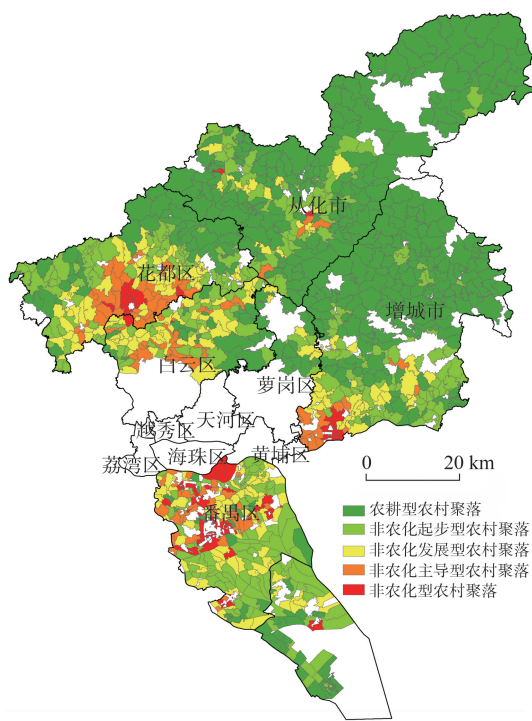 从化市
花都区
增城市
白云区
萝岗区
天河区
越秀区
黄埔区
海珠区
荔湾区
0 20 km
番禺区
农耕型农村聚落
非农化起步型农村聚落
非农化发展型农村聚落
非农化主导型农村聚落
非农化型农村聚落